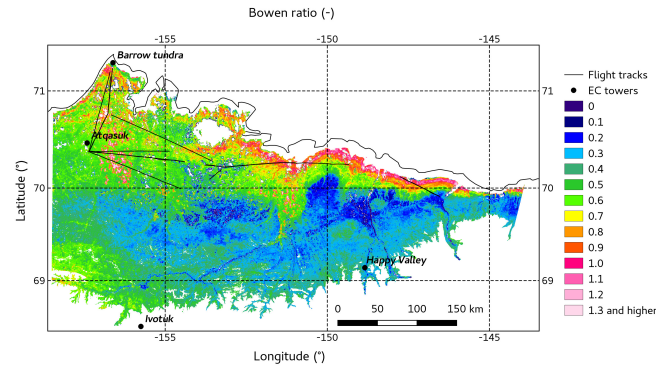 Bowen ratio (-)
-155 -150 -145
Barrow tundra
71 71
Atqasuk
70 70
Happy Valley
69 69
0 50 100 150 km
Ivotuk
-155 -150 -145
Latitude (°)
Longitude (°)
Flight tracks
EC towers
0
0.1
0.2
0.3
0.4
0.5
0.6
0.7
0.8
0.9
1.0
1.1
1.2
1.3 and higher